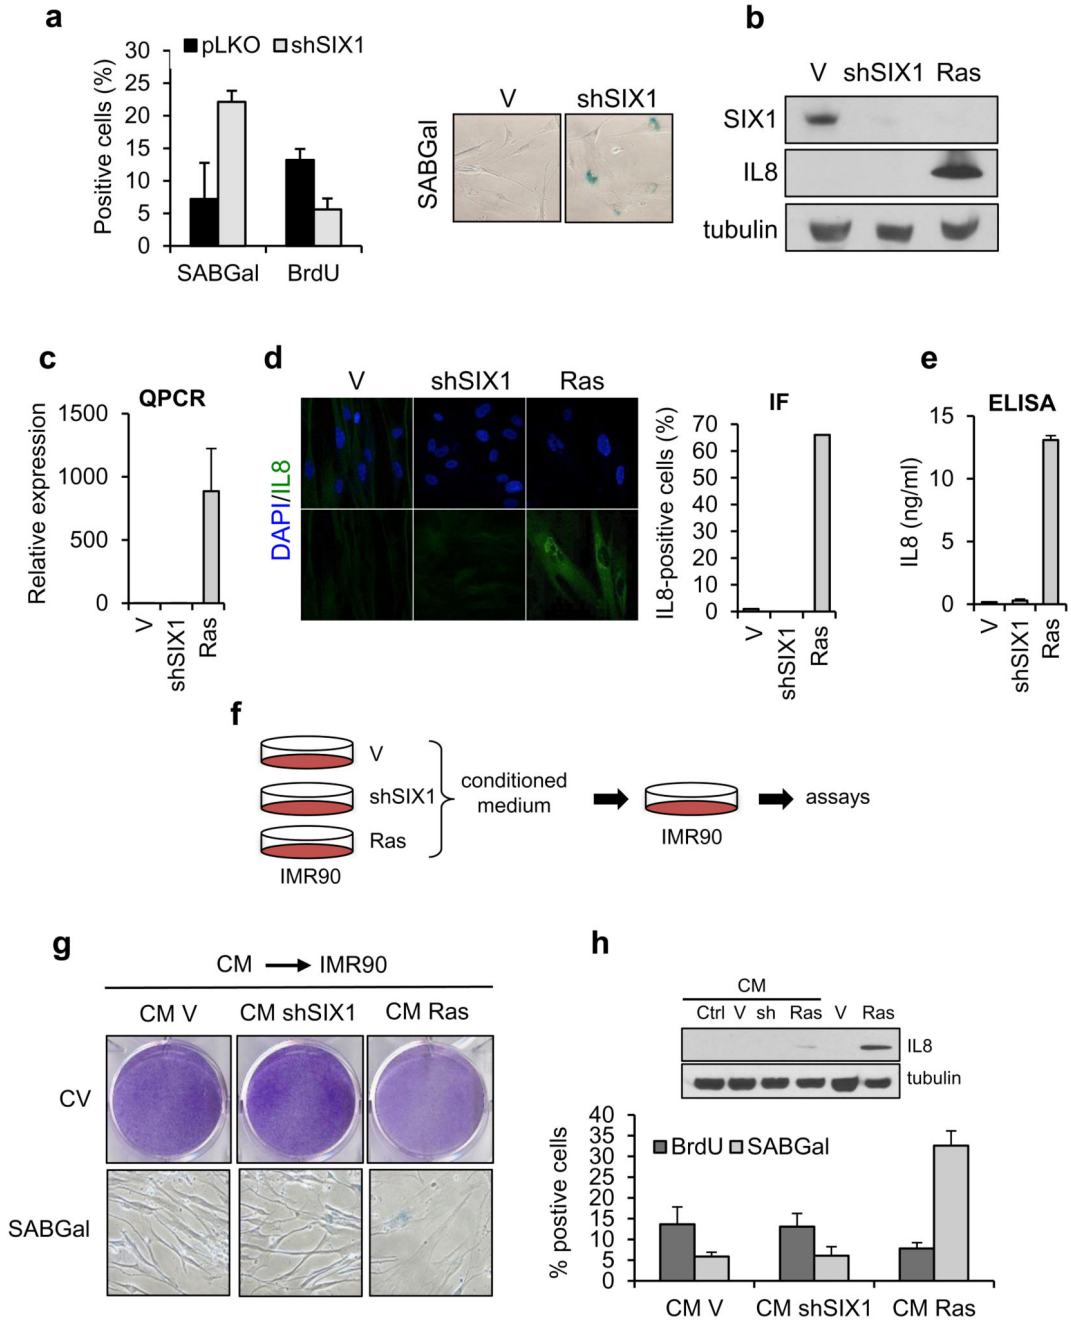 a
pLKO shSIX1
Positive cells (%)
30
25
20
15
10
5
0
SABGal BrdU
V shSIX1
SABGal
b
V shSIX1 Ras
SIX1
IL8
tubulin
c
QPCR
Relative expression
1500
1000
500
0
V
shSIX1
Ras
d
V shSIX1 Ras
DAPI/IL8
IF
IL8-positive cells (%)
70
60
50
40
30
20
10
0
V
shSIX1
Ras
e
ELISA
IL8 (ng/ml)
15
10
5
0
V
shSIX1
Ras
f
V
shSIX1
Ras
IMR90
conditioned
medium
IMR90
assays
g
CM IMR90
CM V CM shSIX1 CM Ras
CV
SABGal
h
CM
Ctrl V sh Ras V Ras
IL8
tubulin
% postive cells
40
35
30
25
20
15
10
5
0
BrdU SABGal
CM V CM shSIX1 CM Ras